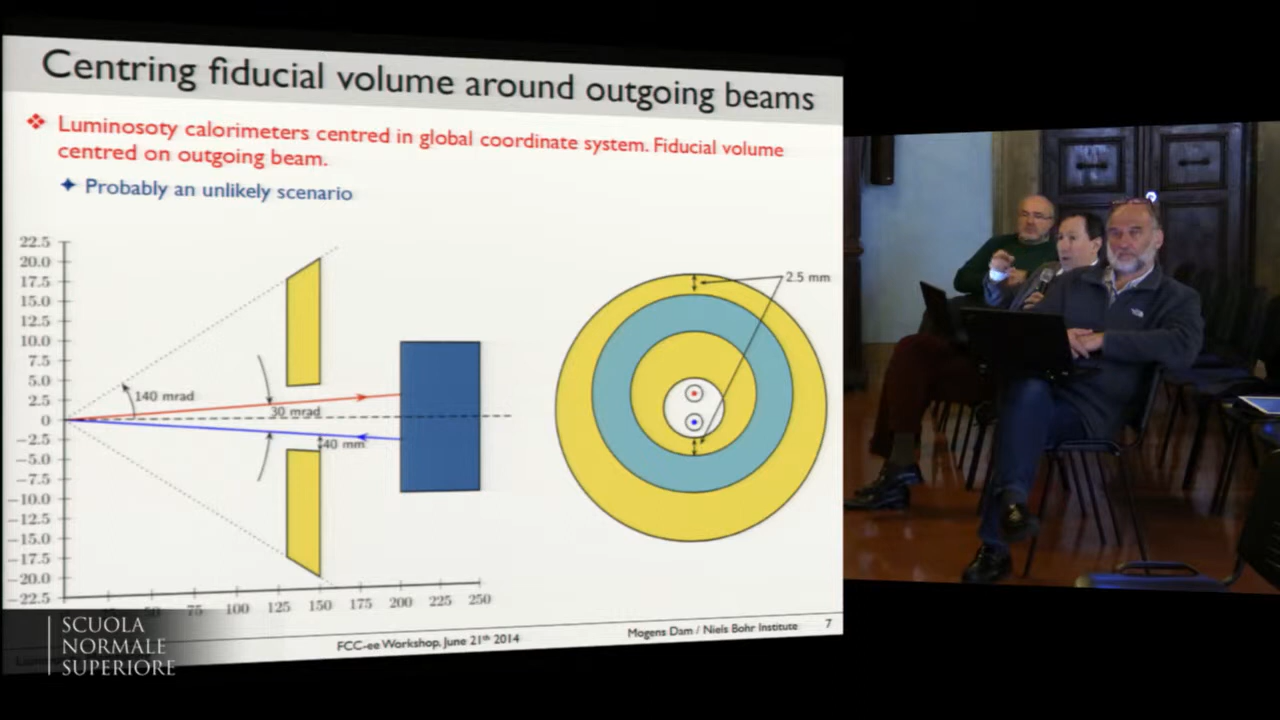 Centring fiducial volume around outgoing beams
❖ Luminosoty calorimeters centred in global coordinate system. Fiducial volume
centred on outgoing beam.
✦ Probably an unlikely scenario
22.5
20.0
17.5
15.0
12.5
10.0
7.5
5.0
2.5
0
−2.5
−5.0
−7.5
−10.0
−12.5
−15.0
−17.5
−20.0
−22.5
140 mrad
30 mrad
40 mm
75 100 125 150 175 200 225 250
2.5 mm
FCC-ee Workshop, June 21th 2014
Mogens Dam / Niels Bohr Institute 7
SCUOLA
NORMALE
SUPERIORE